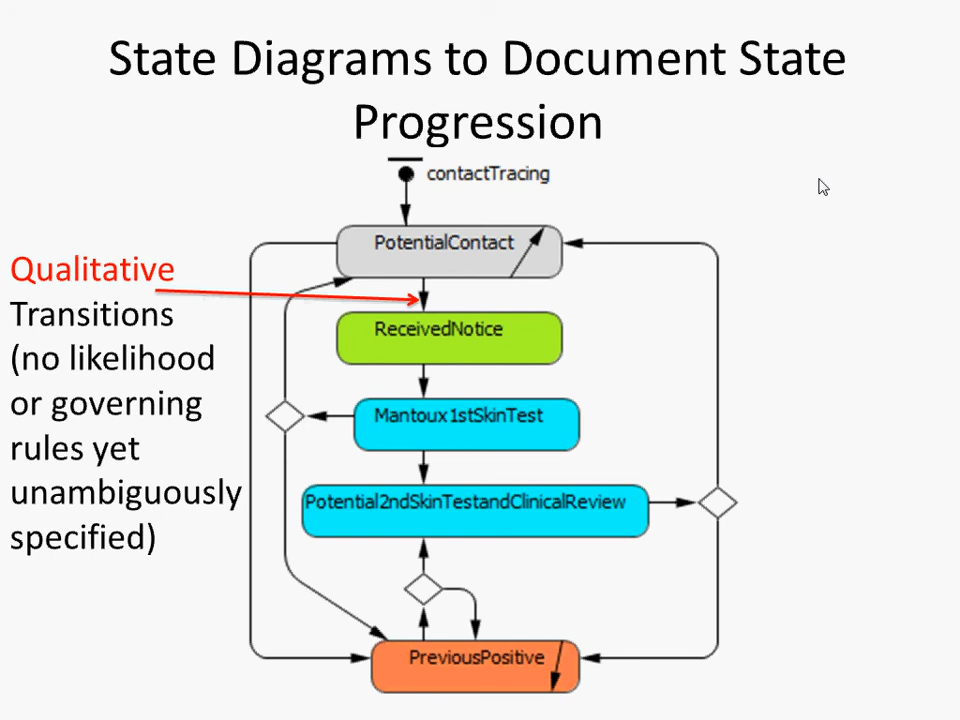 State Diagrams to Document State
Progression
contactTracing
PotentialContact
Qualitative
Transitions
(no likelihood
or governing
rules yet
unambiguously
specified)
ReceivedNotice
Mantoux1stSkinTest
Potential2ndSkinTestandClinicalReview
PreviousPositive